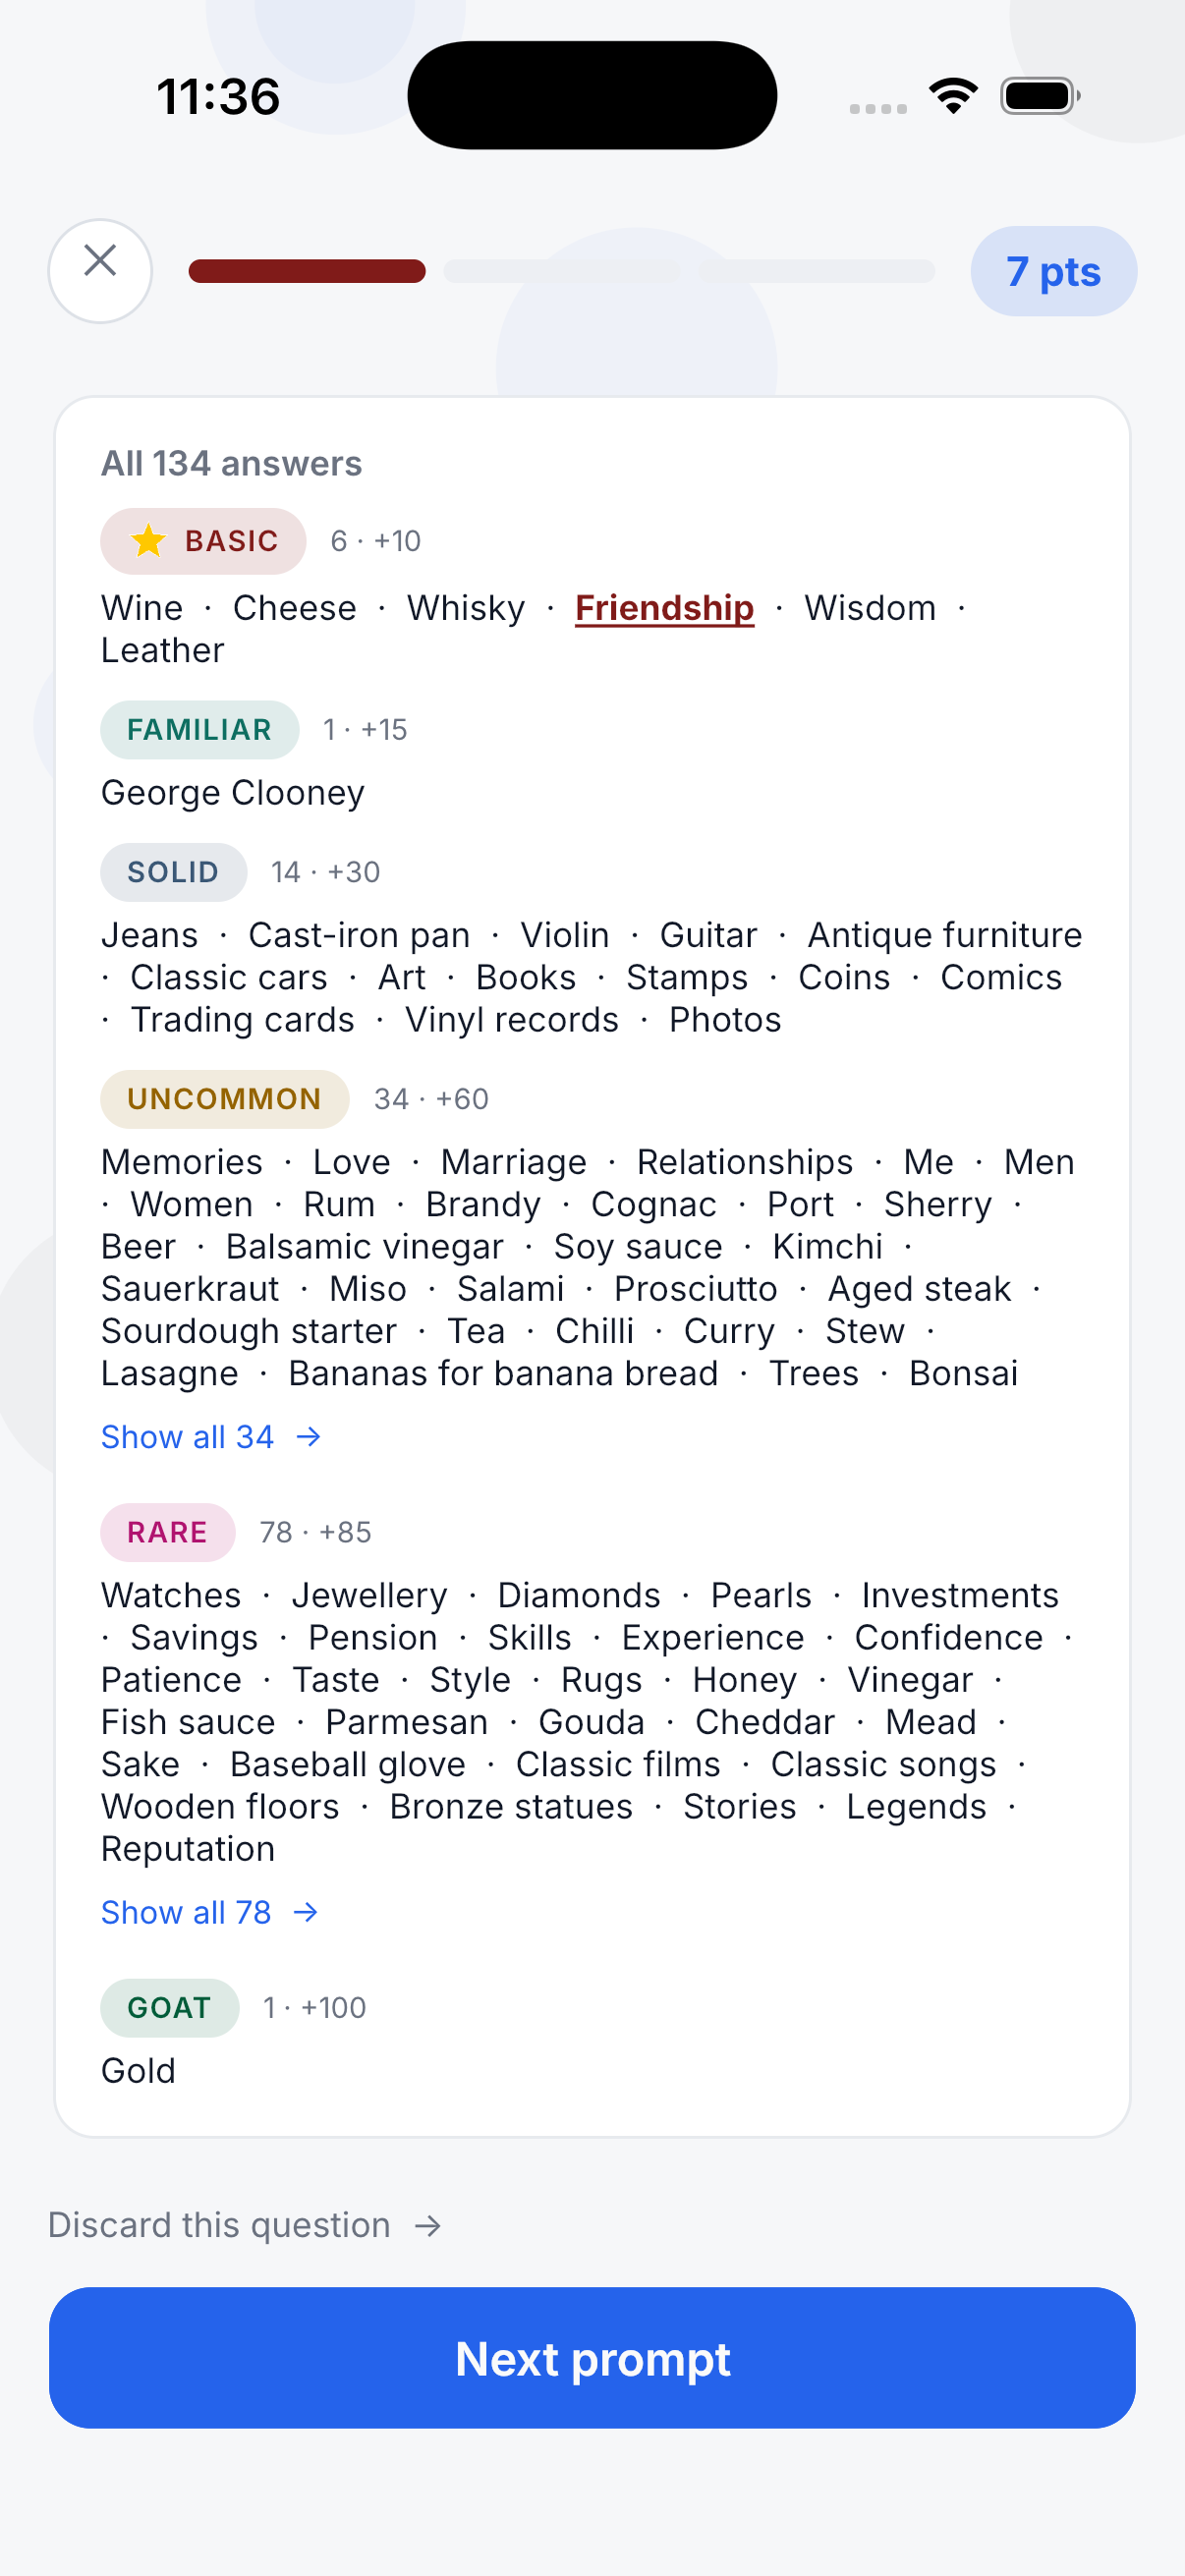 11:36
7 pts
All 134 answers
BASIC 6 · +10
Wine · Cheese · Whisky · Friendship · Wisdom ·
Leather
FAMILIAR 1 · +15
George Clooney
SOLID 14 · +30
Jeans · Cast-iron pan · Violin · Guitar · Antique furniture
· Classic cars · Art · Books · Stamps · Coins · Comics
· Trading cards · Vinyl records · Photos
UNCOMMON 34 · +60
Memories · Love · Marriage · Relationships · Me · Men
· Women · Rum · Brandy · Cognac · Port · Sherry ·
Beer · Balsamic vinegar · Soy sauce · Kimchi ·
Sauerkraut · Miso · Salami · Prosciutto · Aged steak ·
Sourdough starter · Tea · Chilli · Curry · Stew ·
Lasagne · Bananas for banana bread · Trees · Bonsai
Show all 34 →
RARE 78 · +85
Watches · Jewellery · Diamonds · Pearls · Investments
· Savings · Pension · Skills · Experience · Confidence ·
Patience · Taste · Style · Rugs · Honey · Vinegar ·
Fish sauce · Parmesan · Gouda · Cheddar · Mead ·
Sake · Baseball glove · Classic films · Classic songs ·
Wooden floors · Bronze statues · Stories · Legends ·
Reputation
Show all 78 →
GOAT 1 · +100
Gold
Discard this question →
Next prompt